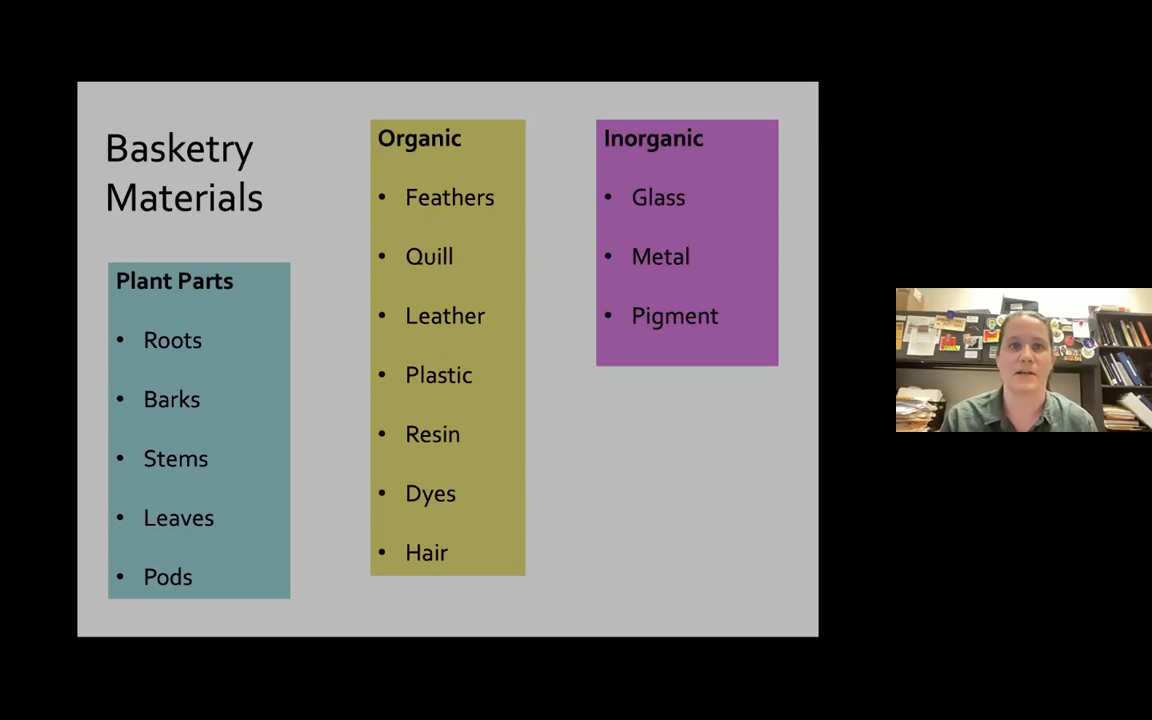 Basketry
Materials
Plant Parts
• Roots
• Barks
• Stems
• Leaves
• Pods
Organic
• Feathers
• Quill
• Leather
• Plastic
• Resin
• Dyes
• Hair
Inorganic
• Glass
• Metal
• Pigment